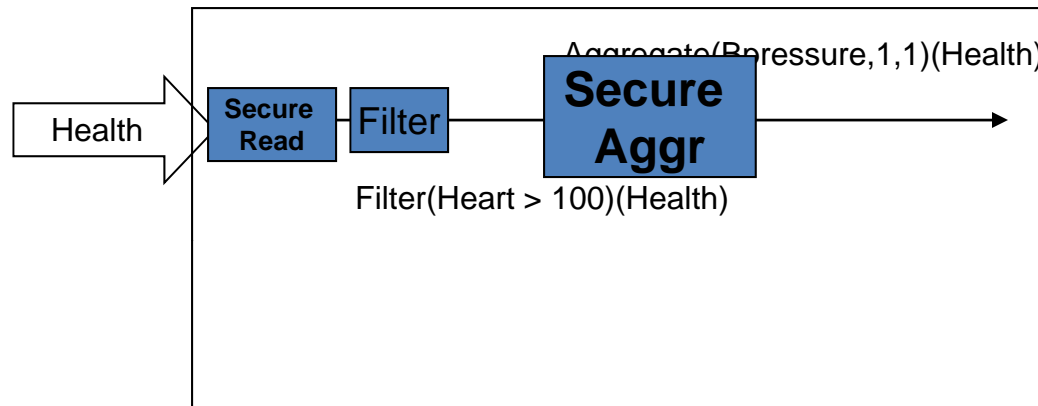 Aggregate(Bpressure,1,1)(Health)
Health
Secure
Read
Filter
Secure
Aggr
Filter(Heart > 100)(Health)